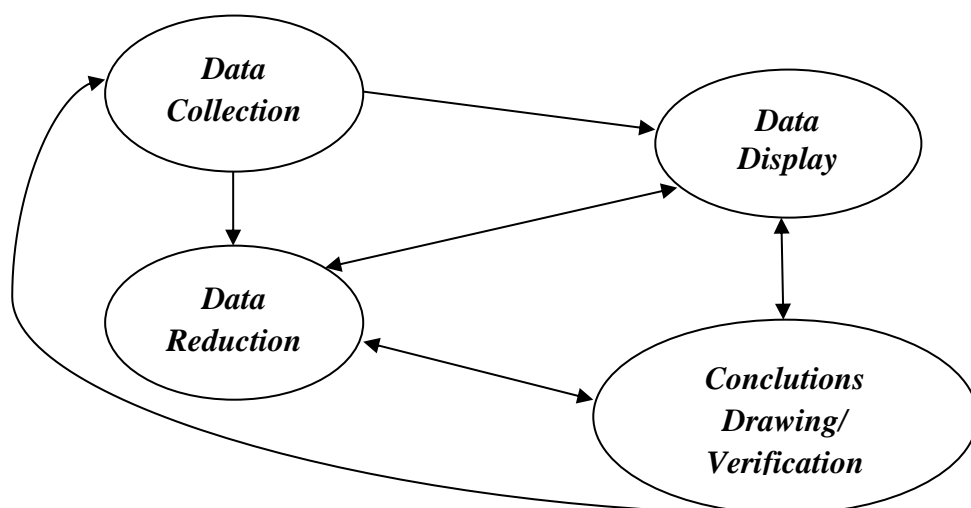 Data
Collection
Data
Display
Data
Reduction
Conclutions
Drawing/
Verification